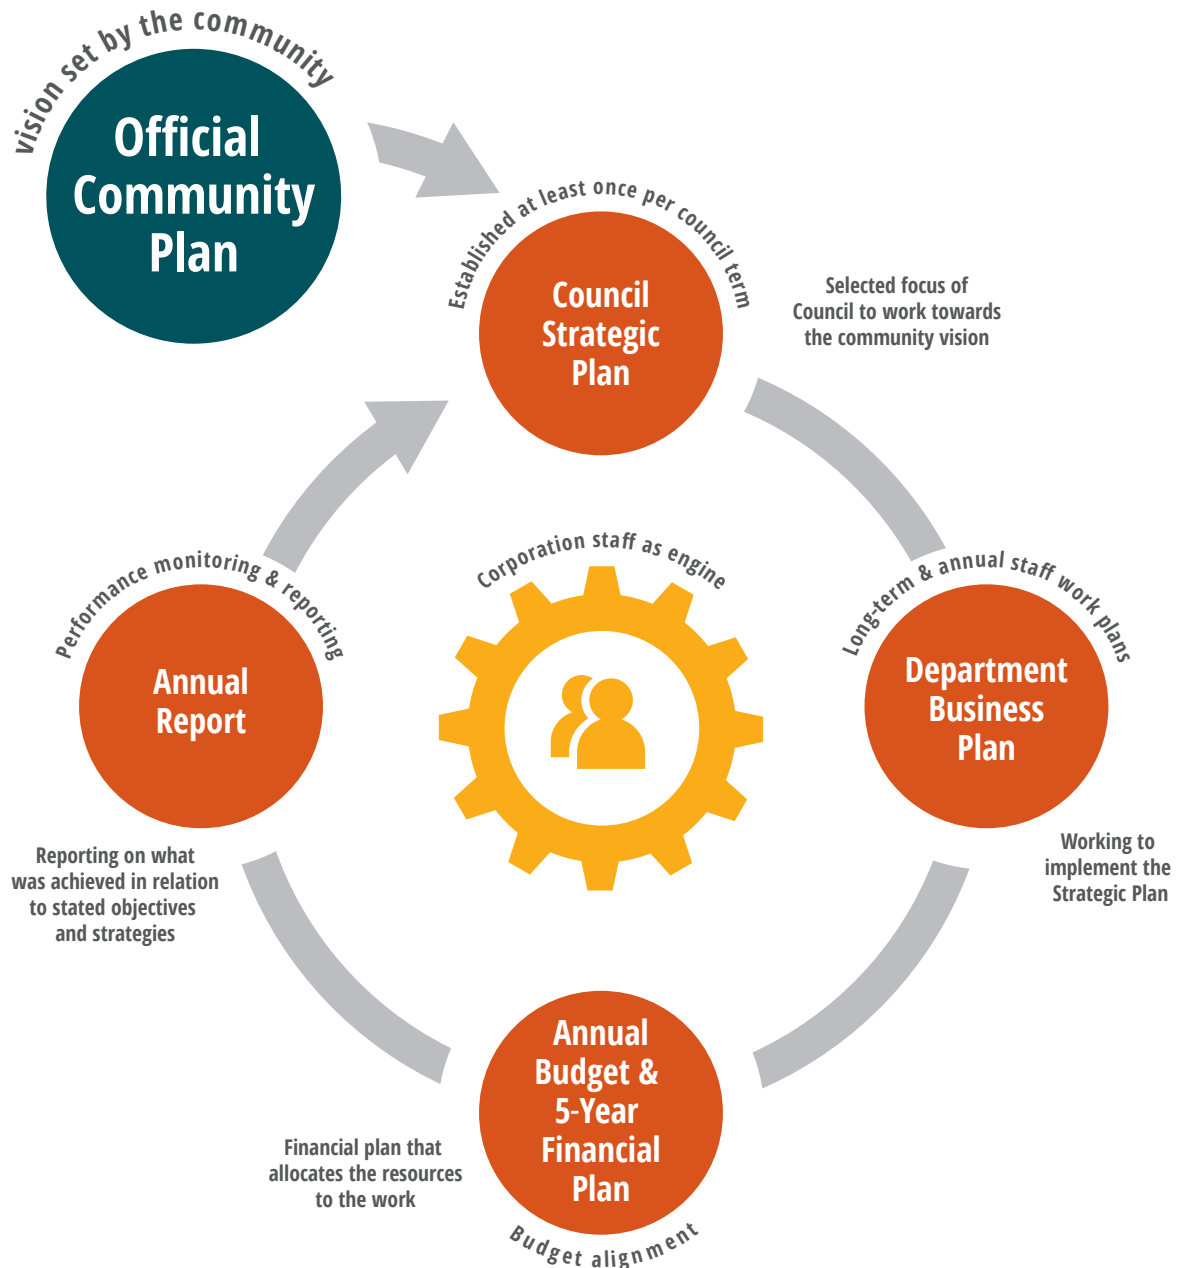 vision set by the community
Official
Community
Plan
Established at least once per council term
Council
Strategic
Plan
Selected focus of
Council to work towards
the community vision
Long-term & annual staff work plans
Department
Business
Plan
Working to
implement the
Strategic Plan
Corporation staff as engine
Annual
Budget &
5-Year
Financial
Plan
Budget alignment
Financial plan that
allocates the resources
to the work
Performance monitoring & reporting
Annual
Report
Reporting on what
was achieved in relation
to stated objectives
and strategies